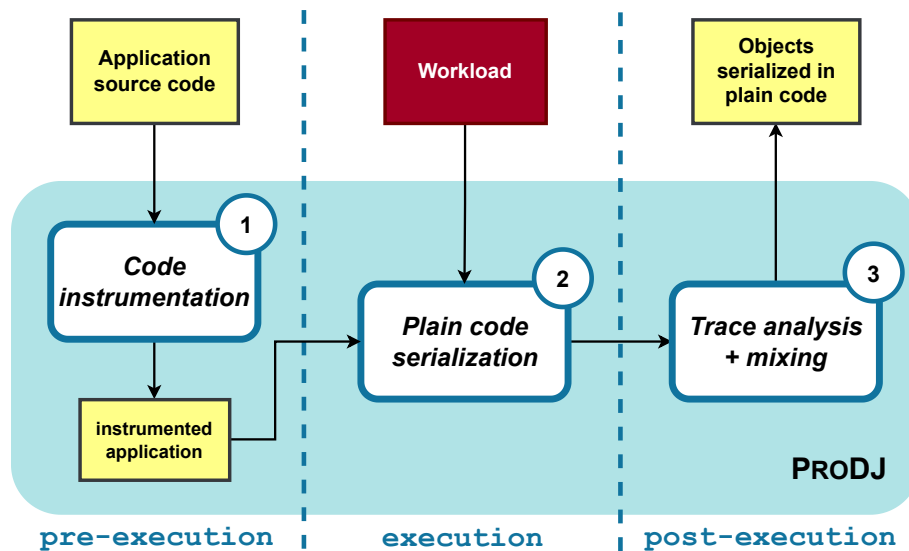 Application
source code
Workload
Objects
serialized in
plain code
1
Code
instrumentation
2
Plain code
serialization
3
Trace analysis
+ mixing
instrumented
application
PRODJ
pre-execution
execution
post-execution